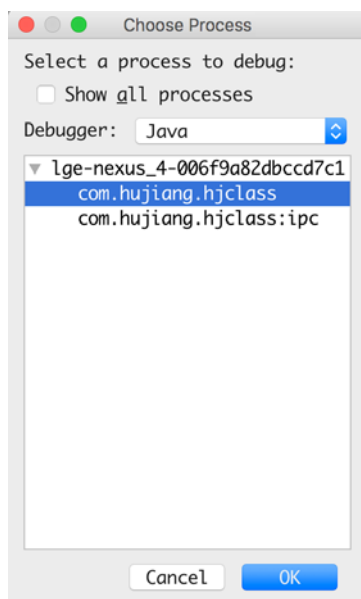 Choose Process
Select a process to debug:
Show all processes
Debugger: Java
lge-nexus_4-006f9a82dbccd7c1
com.hujiang.hjclass
com.hujiang.hjclass:ipc
Cancel OK